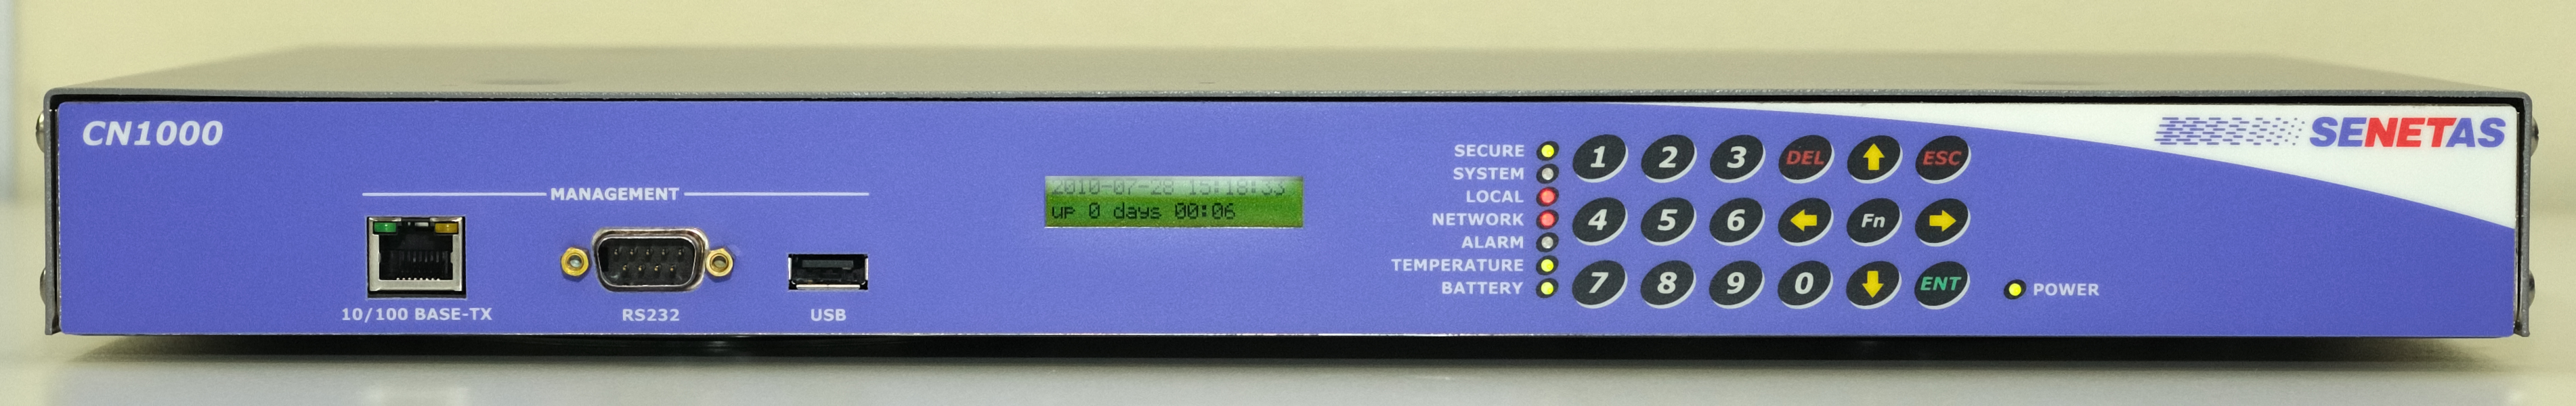 CN1000
SENETAS
MANAGEMENT
10/100 BASE-TX
RS232
USB
2010-07-28 15:18:33
up 0 days 00:06
SECURE
SYSTEM
LOCAL
NETWORK
ALARM
TEMPERATURE
BATTERY
1 2 3 DEL ESC
4 5 6 Fn
7 8 9 0 ENT
POWER